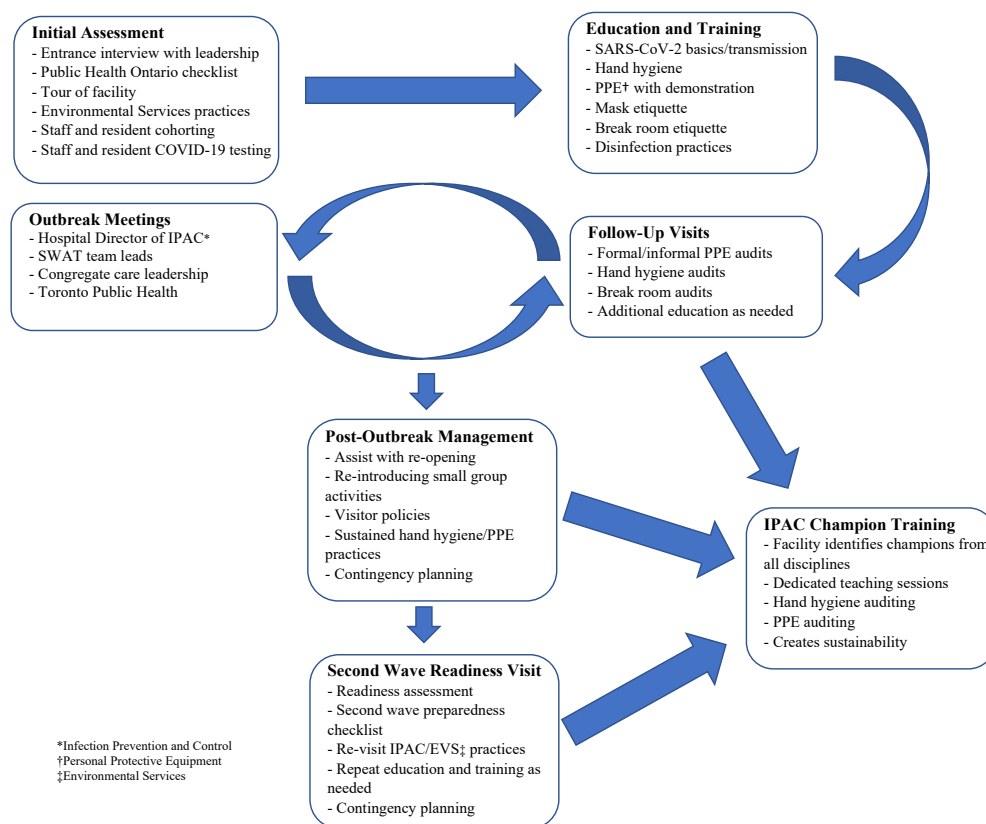 Initial Assessment
- Entrance interview with leadership
- Public Health Ontario checklist
- Tour of facility
- Environmental Services practices
- Staff and resident cohorting
- Staff and resident COVID-19 testing
Education and Training
- SARS-CoV-2 basics/transmission
- Hand hygiene
- PPE† with demonstration
- Mask etiquette
- Break room etiquette
- Disinfection practices
Outbreak Meetings
- Hospital Director of IPAC*
- SWAT team leads
- Congregate care leadership
- Toronto Public Health
Follow-Up Visits
- Formal/informal PPE audits
- Hand hygiene audits
- Break room audits
- Additional education as needed
Post-Outbreak Management
- Assist with re-opening
- Re-introducing small group
activities
- Visitor policies
- Sustained hand hygiene/PPE
practices
- Contingency planning
IPAC Champion Training
- Facility identifies champions from
all disciplines
- Dedicated teaching sessions
- Hand hygiene auditing
- PPE auditing
- Creates sustainability
Second Wave Readiness Visit
- Readiness assessment
- Second wave preparedness
checklist
- Re-visit IPAC/EVS‡ practices
- Repeat education and training as
needed
- Contingency planning
*Infection Prevention and Control
†Personal Protective Equipment
‡Environmental Services